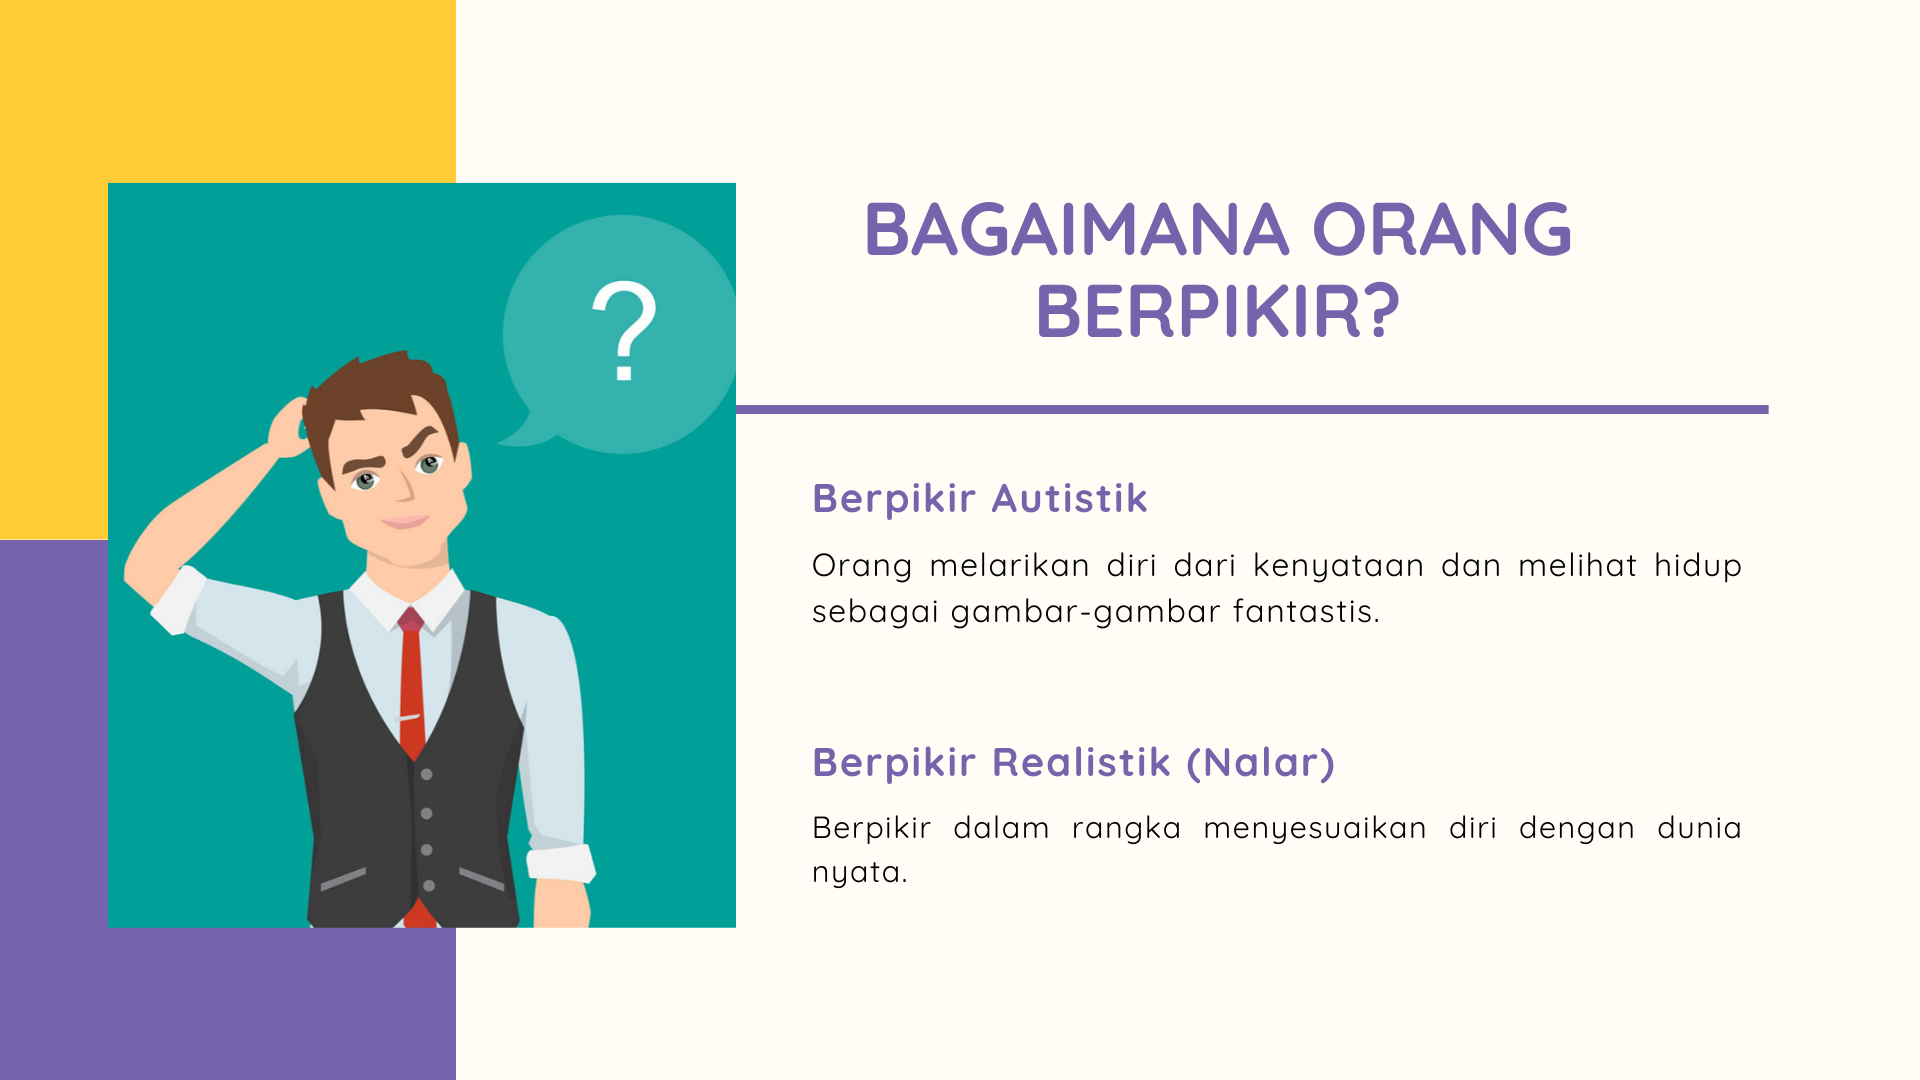 ?
BAGAIMANA ORANG
BERPIKIR?
Berpikir Autistik
Orang melarikan diri dari kenyataan dan melihat hidup
sebagai gambar-gambar fantastis.
Berpikir Realistik (Nalar)
Berpikir dalam rangka menyesuaikan diri dengan dunia
nyata.